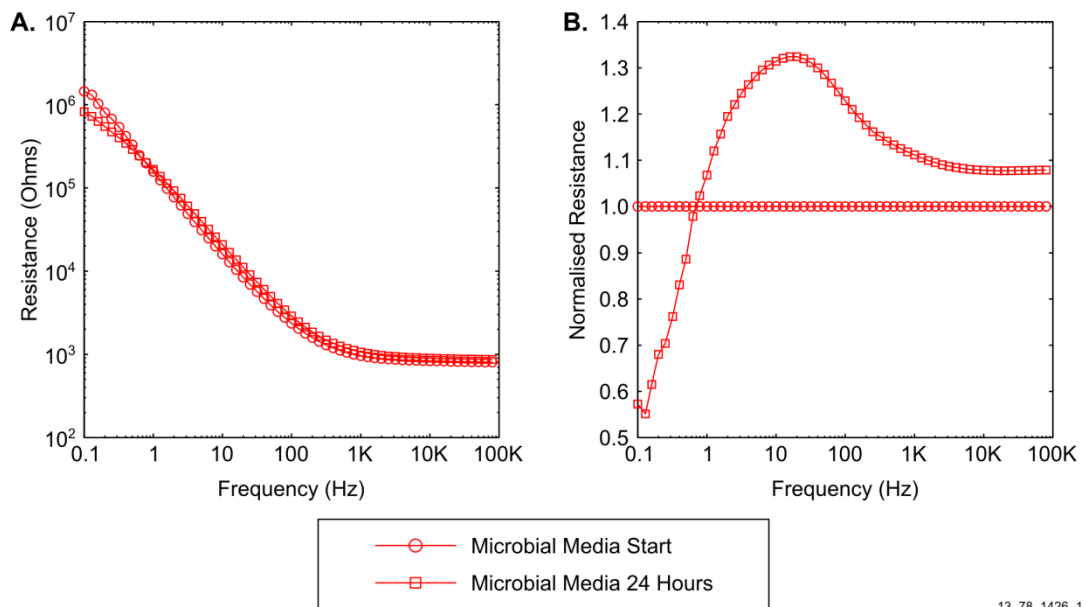 A.
10⁷
10⁶
10⁵
10⁴
10³
10²
Resistance (Ohms)
0.1 1 10 100 1K 10K 100K
Frequency (Hz)
B.
1.4
1.3
1.2
1.1
1.0
0.9
0.8
0.7
0.6
0.5
Normalised Resistance
0.1 1 10 100 1K 10K 100K
Frequency (Hz)
Microbial Media Start
Microbial Media 24 Hours
13_78_1426_1